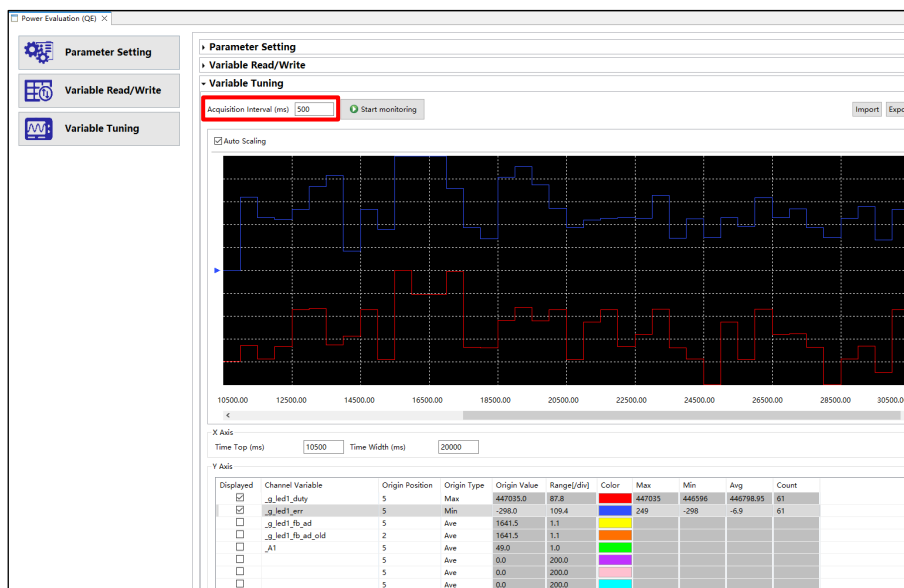 Power Evaluation (QE)
Parameter Setting
Variable Read/Write
Variable Tuning
Parameter Setting
Variable Read/Write
Variable Tuning
Acquisition Interval (ms) 500 Start monitoring Import Expo
Auto Scaling
10500.00 12500.00 14500.00 16500.00 18500.00 20500.00 22500.00 24500.00 26500.00 28500.00 30500.0
X Axis
Time Top (ms) 10500 Time Width (ms) 20000
Y Axis
Displayed Channel Variable Origin Position Origin Type Origin Value Range[/div] Color Max Min Avg Count
_g_led1_duty 5 Max 447035.0 87.8 447035 446596 446798.95 61
_g_led1_err 5 Min -298.0 109.4 249 -298 -6.9 61
_g_led1_fb_ad 5 Ave 1641.5 1.1
_g_led1_fb_ad_old 2 Ave 1641.5 1.1
_A1 5 Ave 49.0 1.0
5 Ave 0.0 200.0
5 Ave 0.0 200.0
5 Ave 0.0 200.0